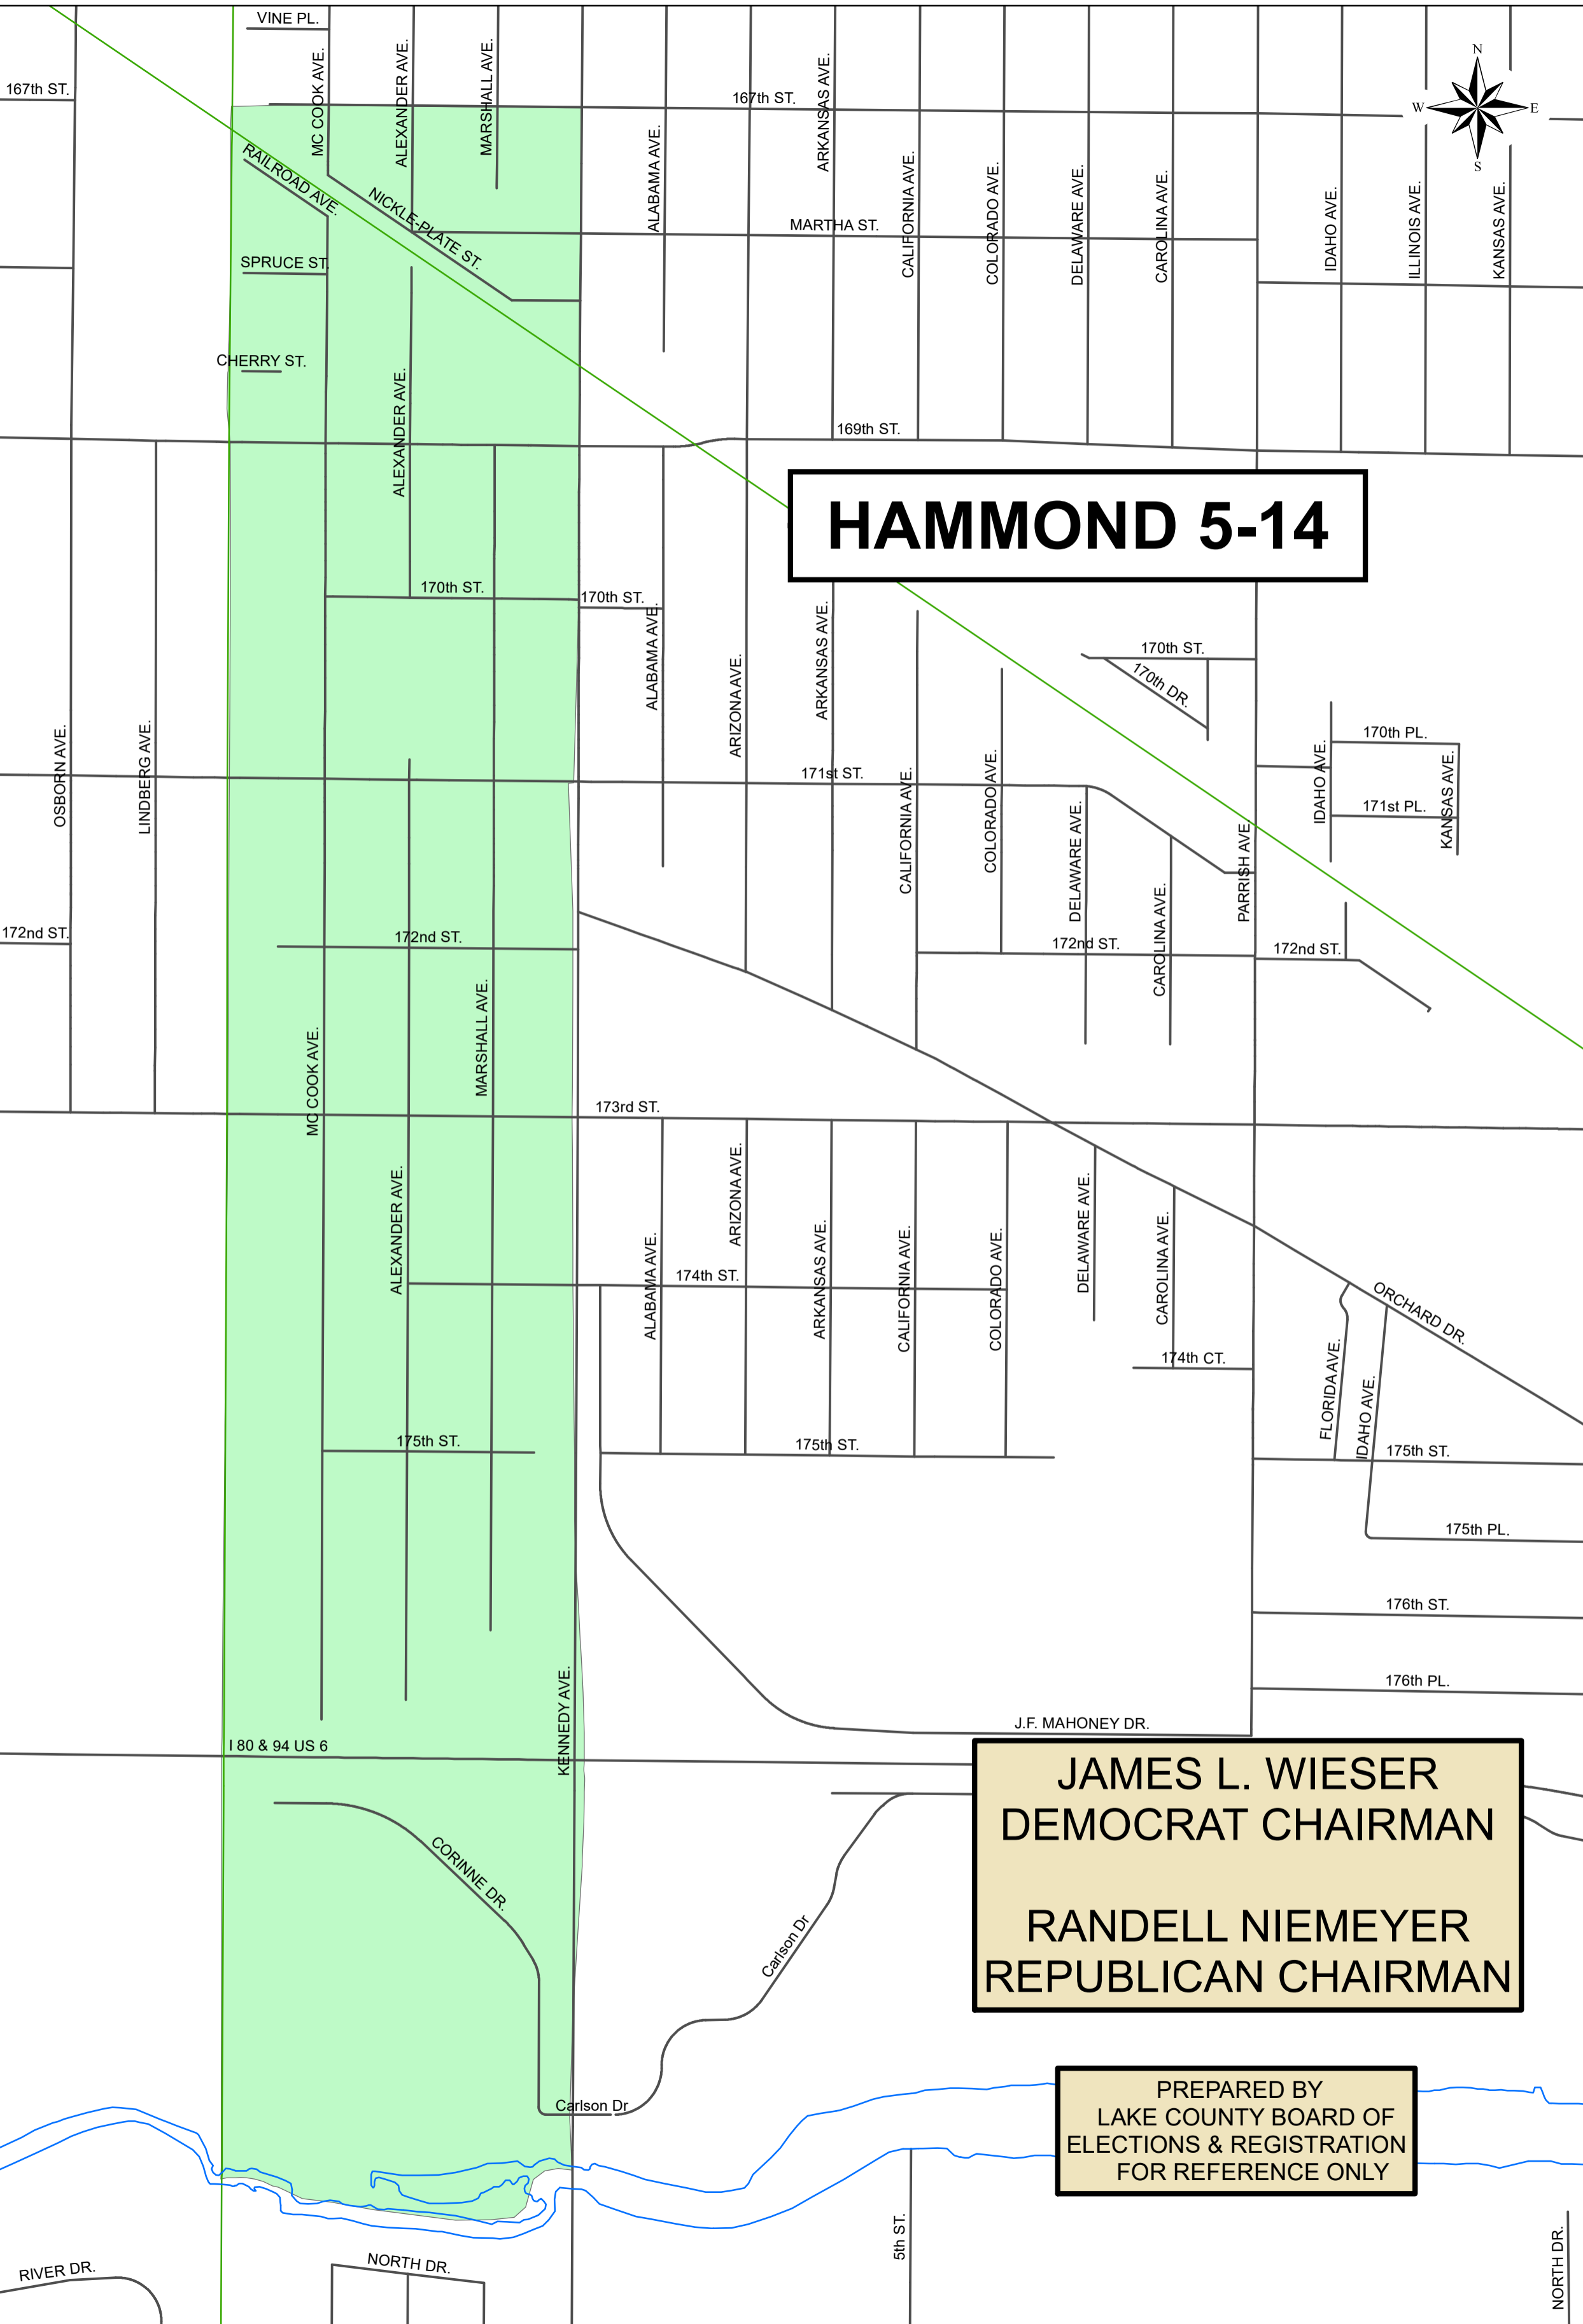 VINE PL.
MC COOK AVE.
ALEXANDER AVE.
MARSHALL AVE.
ARKANSAS AVE.
N
W
E
S
167th ST.
167th ST.
ALABAMA AVE.
CALIFORNIA AVE.
COLORADO AVE.
DELAWARE AVE.
CAROLINA AVE.
IDAHO AVE.
ILLINOIS AVE.
KANSAS AVE.
RAILROAD AVE.
NICKLE-PLATE ST.
MARTHA ST.
SPRUCE ST.
CHERRY ST.
ALEXANDER AVE.
169th ST.
HAMMOND 5-14
170th ST.
170th ST.
ALABAMA AVE.
ARIZONA AVE.
ARKANSAS AVE.
170th ST.
170th DR.
OSBORN AVE.
LINDBERG AVE.
170th PL.
IDAHO AVE.
KANSAS AVE.
171st ST.
171st PL.
CALIFORNIA AVE.
COLORADO AVE.
DELAWARE AVE.
CAROLINA AVE.
PARRISH AVE.
172nd ST.
172nd ST.
172nd ST.
172nd ST.
MC COOK AVE.
MARSHALL AVE.
173rd ST.
ALEXANDER AVE.
ALABAMA AVE.
ARIZONA AVE.
ARKANSAS AVE.
CALIFORNIA AVE.
COLORADO AVE.
DELAWARE AVE.
CAROLINA AVE.
174th ST.
174th CT.
ORCHARD DR.
FLORIDA AVE.
IDAHO AVE.
175th ST.
175th ST.
175th ST.
175th PL.
176th ST.
176th PL.
KENNEDY AVE.
J.F. MAHONEY DR.
I 80 & 94 US 6
JAMES L. WIESER
DEMOCRAT CHAIRMAN
RANDELL NIEMEYER
REPUBLICAN CHAIRMAN
CORINNE DR.
Carlson Dr
Carlson Dr
PREPARED BY
LAKE COUNTY BOARD OF
ELECTIONS & REGISTRATION
FOR REFERENCE ONLY
5th ST.
NORTH DR.
RIVER DR.
NORTH DR.